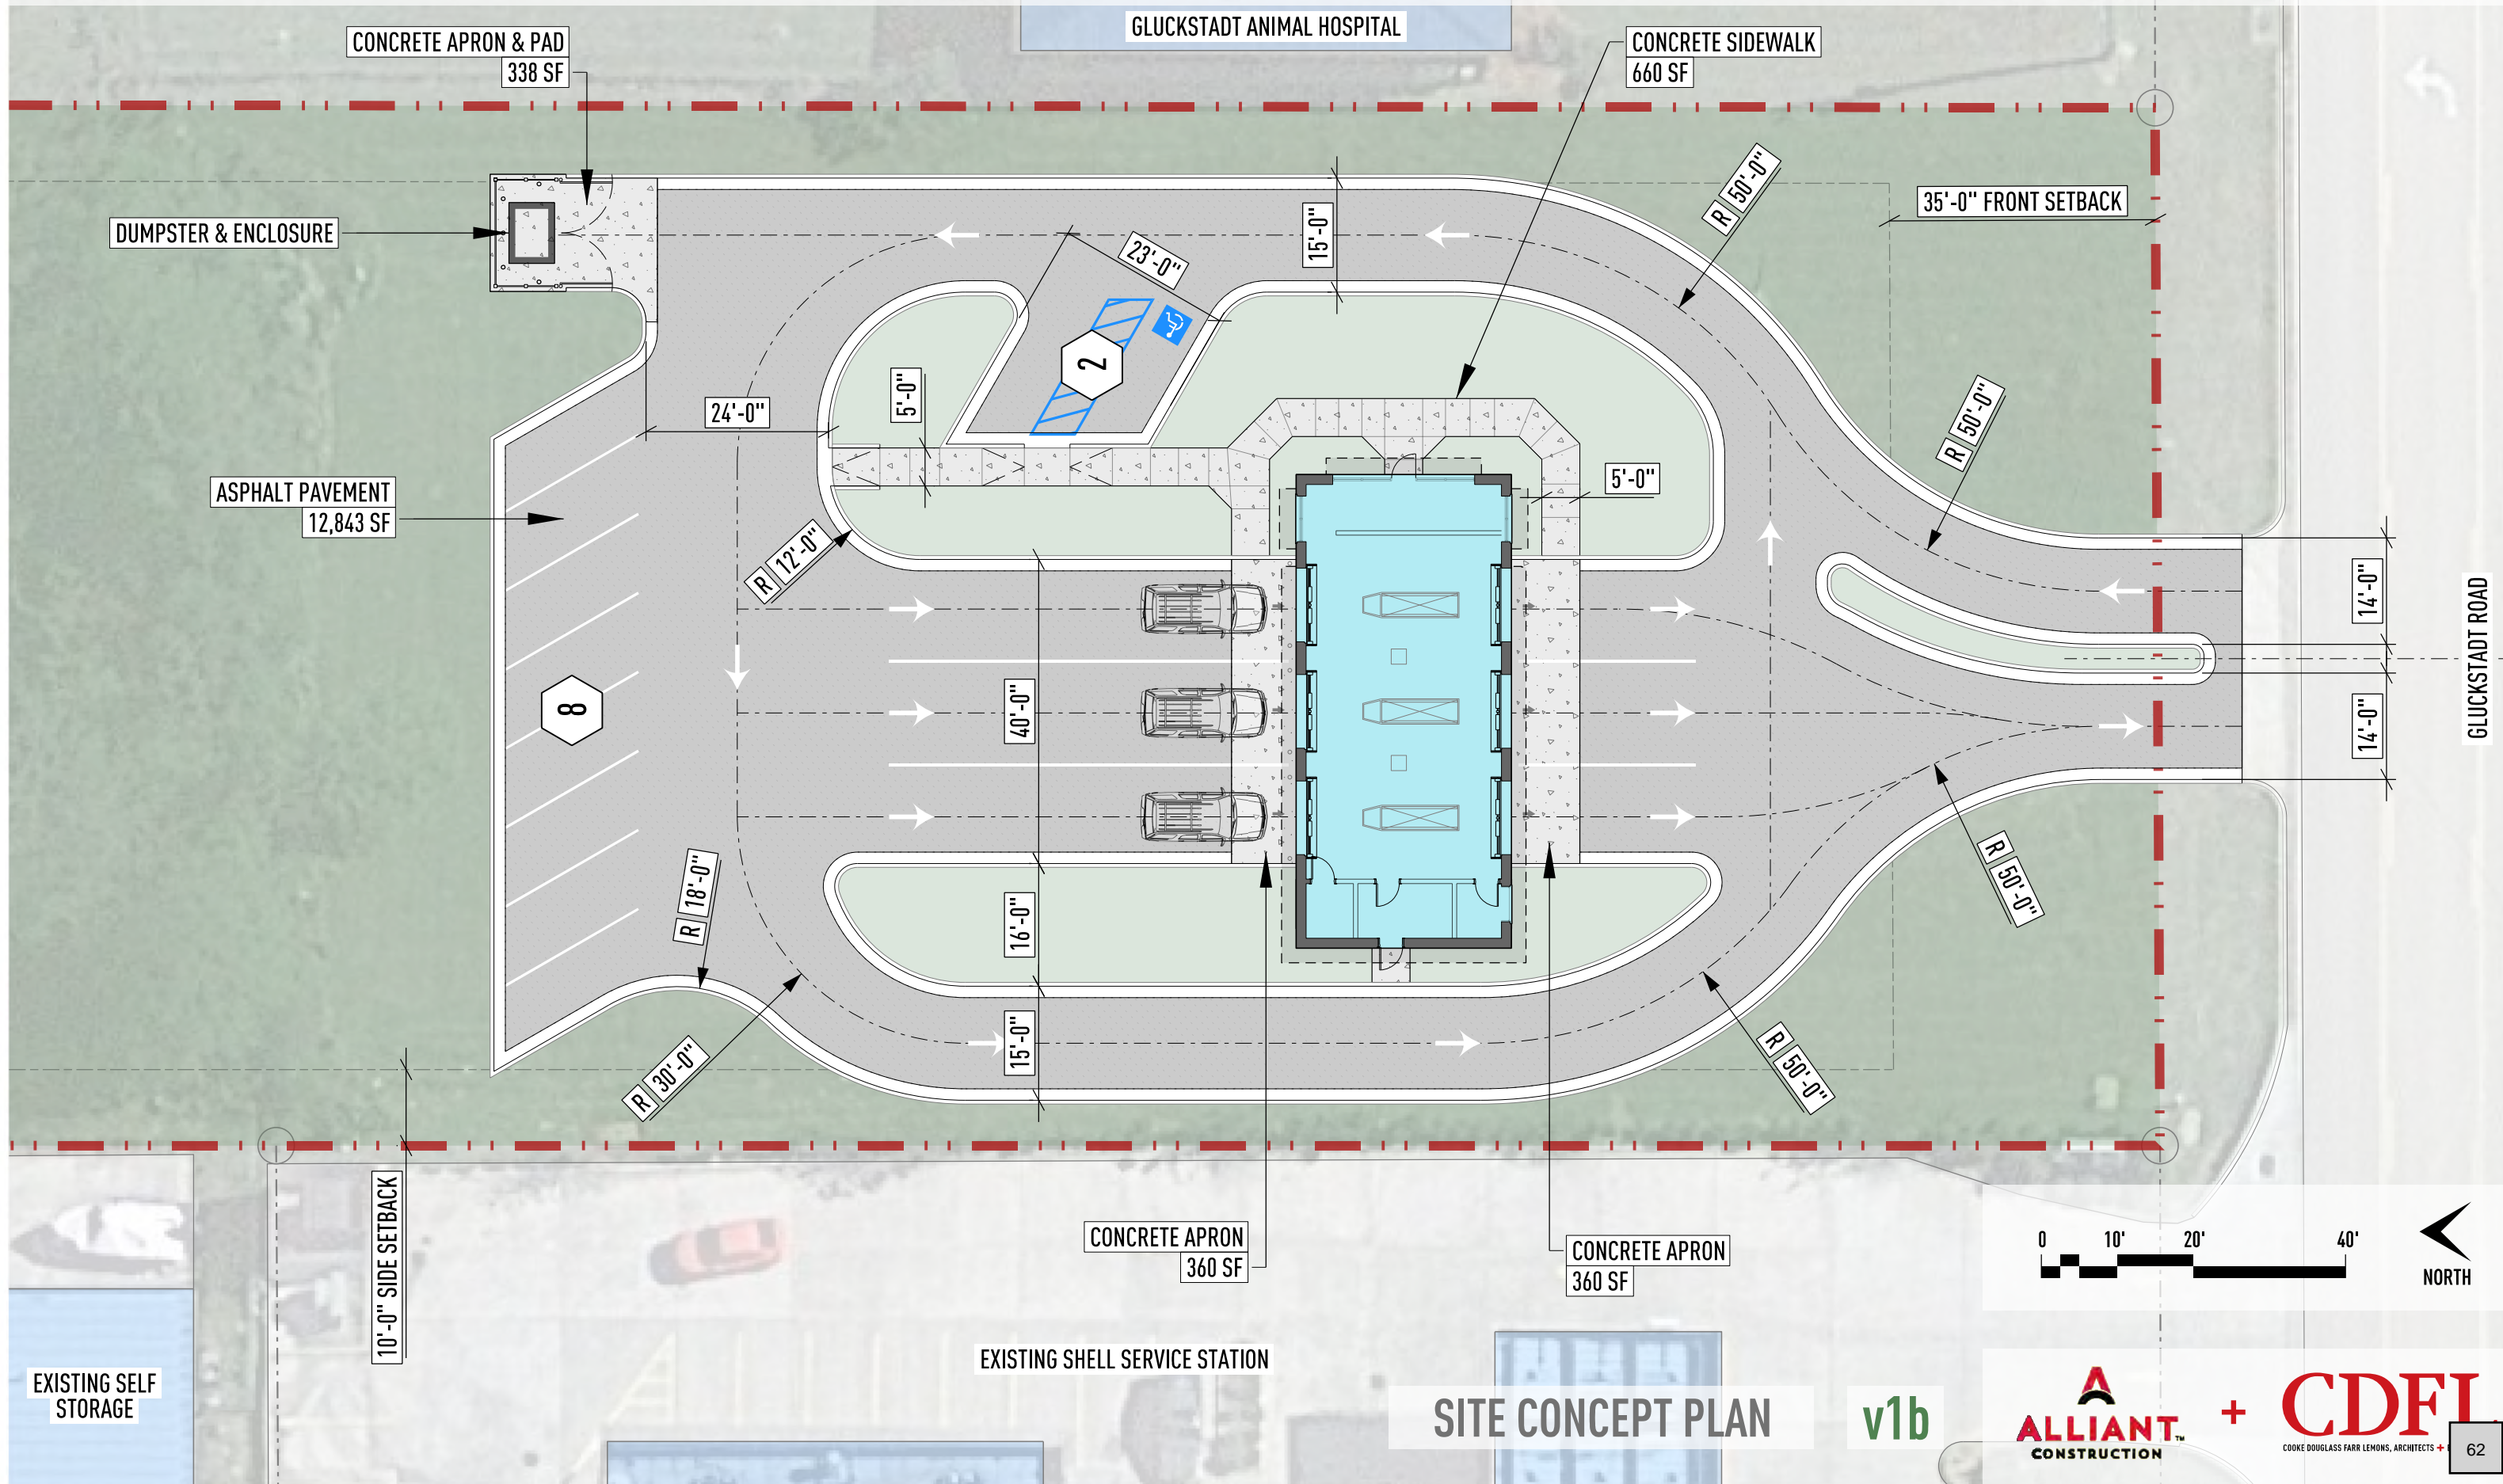 GLUCKSTADT ANIMAL HOSPITAL
CONCRETE APRON & PAD
338 SF
CONCRETE SIDEWALK
660 SF
R 50'-0"
35'-0" FRONT SETBACK
DUMPSTER & ENCLOSURE
15'-0"
23'-0"
2
5'-0"
24'-0"
R 50'-0"
ASPHALT PAVEMENT
12,843 SF
5'-0"
R 12'-0"
14'-0"
GLUCKSTADT ROAD
8
40'-0"
14'-0"
R 18'-0"
16'-0"
R 50'-0"
15'-0"
R 30'-0"
R 50'-0"
10'-0" SIDE SETBACK
CONCRETE APRON
360 SF
CONCRETE APRON
360 SF
0 10' 20' 40'
NORTH
EXISTING SHELL SERVICE STATION
EXISTING SELF
STORAGE
SITE CONCEPT PLAN
v1b
ALLIANT™
CONSTRUCTION
+
CDFL
COOKE DOUGLASS FARR LEMONS, ARCHITECTS +
62